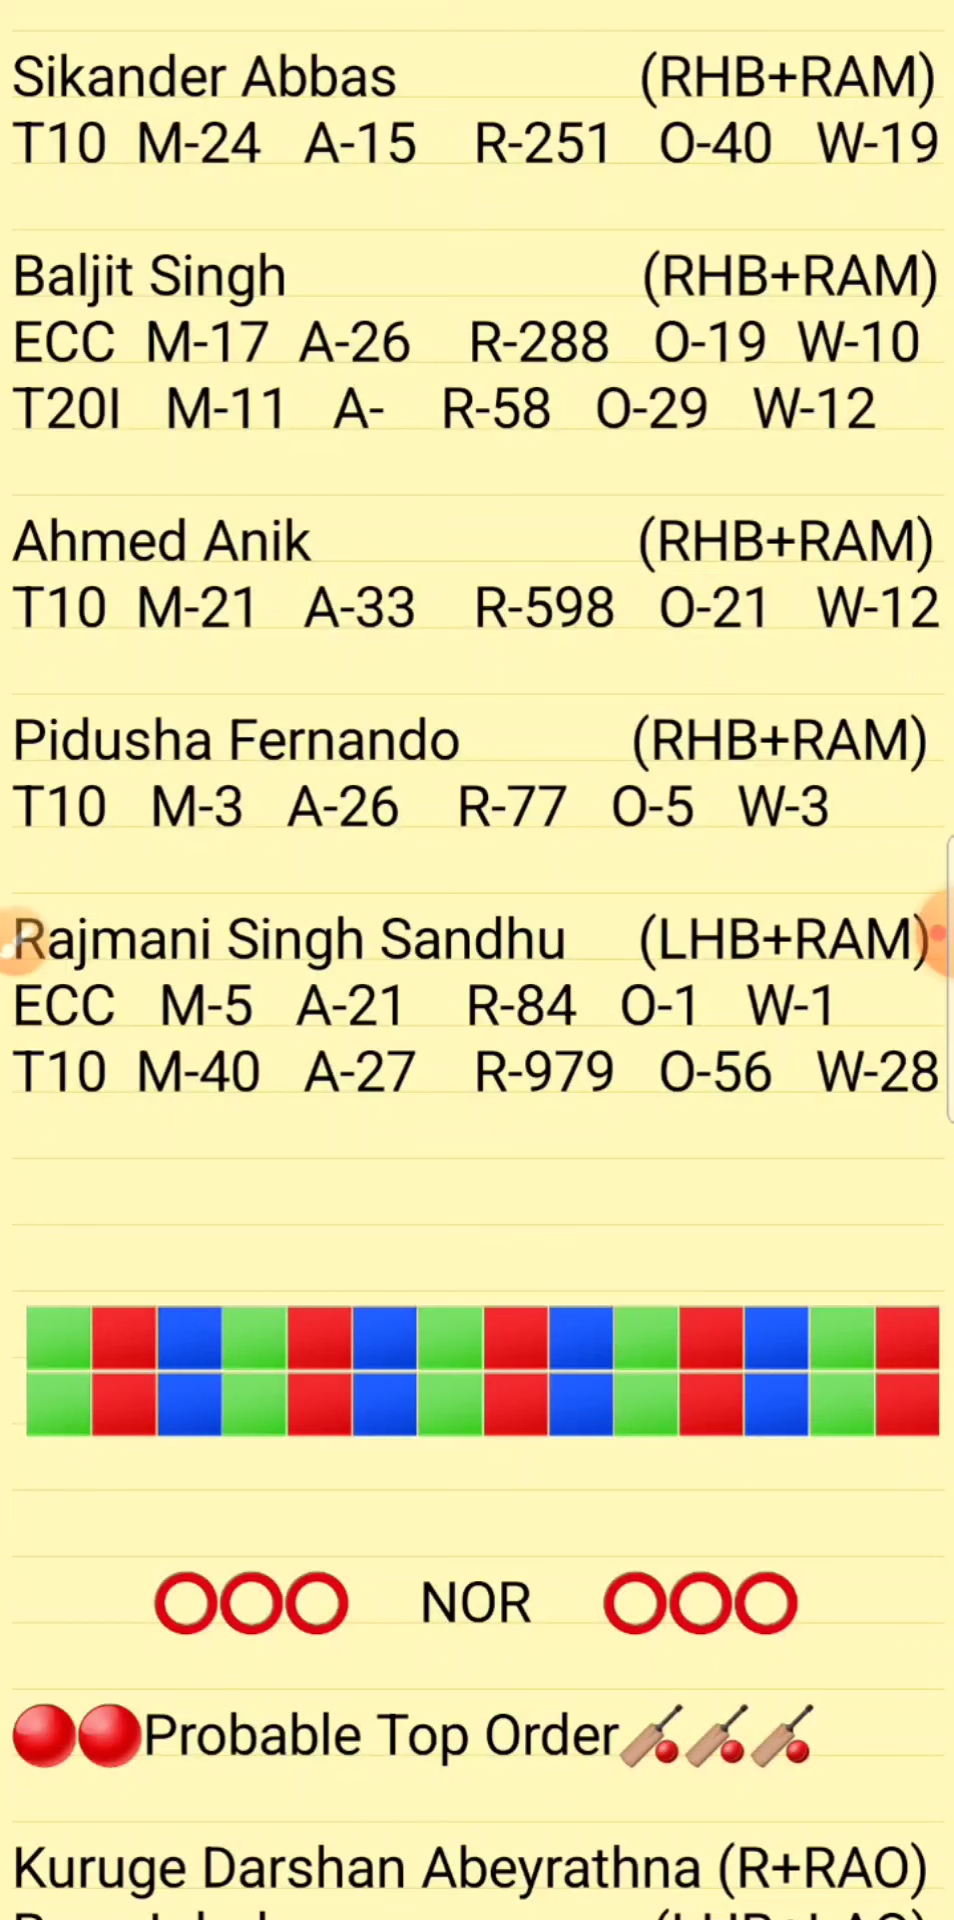 Sikander Abbas (RHB+RAM)
T10 M-24 A-15 R-251 O-40 W-19
Baljit Singh (RHB+RAM)
ECC M-17 A-26 R-288 O-19 W-10
T20I M-11 A- R-58 O-29 W-12
Ahmed Anik (RHB+RAM)
T10 M-21 A-33 R-598 O-21 W-12
Pidusha Fernando (RHB+RAM)
T10 M-3 A-26 R-77 O-5 W-3
Rajmani Singh Sandhu (LHB+RAM)
ECC M-5 A-21 R-84 O-1 W-1
T10 M-40 A-27 R-979 O-56 W-28
NOR
Probable Top Order
Kuruge Darshan Abeyrathna (R+RAO)